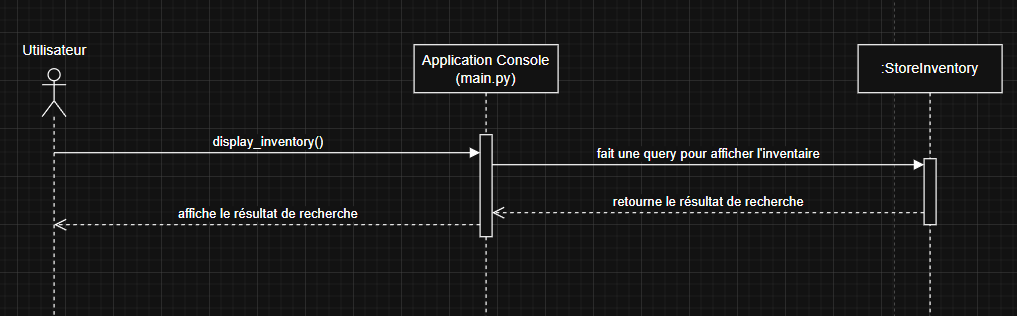 Utilisateur
Application Console
(main.py)
:StoreInventory
display_inventory()
fait une query pour afficher l'inventaire
retourne le résultat de recherche
affiche le résultat de recherche